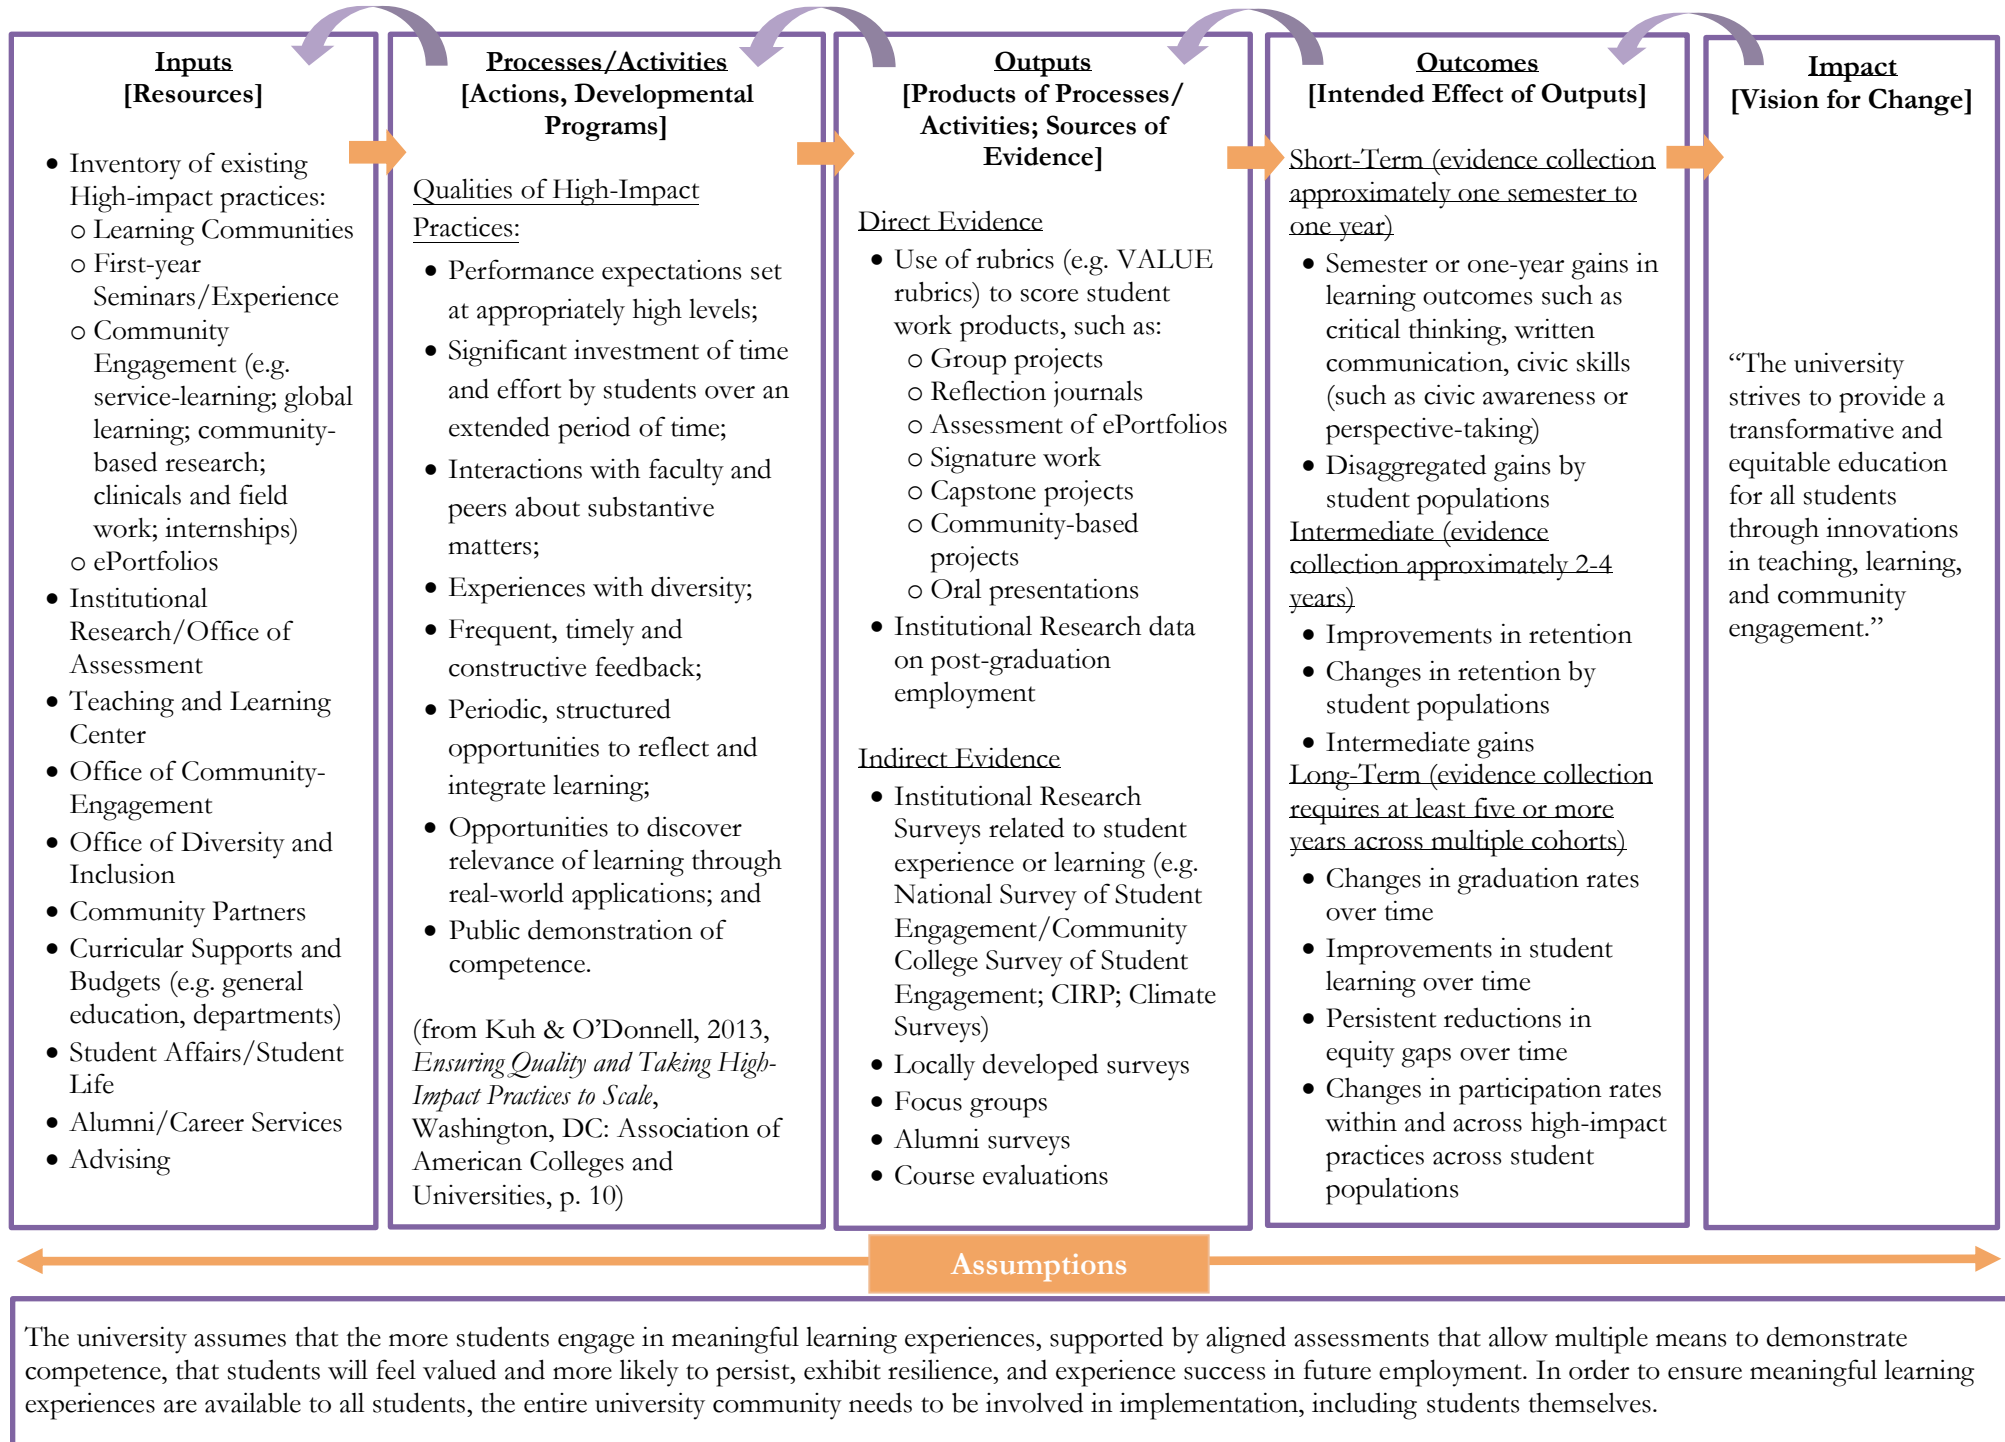 Inputs
[Resources]
• Inventory of existing
High-impact practices:
o Learning Communities
o First-year
Seminars/Experience
o Community
Engagement (e.g.
service-learning; global
learning; community-
based research;
clinicals and field
work; internships)
o ePortfolios
• Institutional
Research/Office of
Assessment
• Teaching and Learning
Center
• Office of Community-
Engagement
• Office of Diversity and
Inclusion
• Community Partners
• Curricular Supports and
Budgets (e.g. general
education, departments)
• Student Affairs/Student
Life
• Alumni/Career Services
• Advising
Processes/Activities
[Actions, Developmental
Programs]
Qualities of High-Impact
Practices:
• Performance expectations set
at appropriately high levels;
• Significant investment of time
and effort by students over an
extended period of time;
• Interactions with faculty and
peers about substantive
matters;
• Experiences with diversity;
• Frequent, timely and
constructive feedback;
• Periodic, structured
opportunities to reflect and
integrate learning;
• Opportunities to discover
relevance of learning through
real-world applications; and
• Public demonstration of
competence.
(from Kuh & O’Donnell, 2013,
Ensuring Quality and Taking High-
Impact Practices to Scale,
Washington, DC: Association of
American Colleges and
Universities, p. 10)
Outputs
[Products of Processes/
Activities; Sources of
Evidence]
Direct Evidence
• Use of rubrics (e.g. VALUE
rubrics) to score student
work products, such as:
o Group projects
o Reflection journals
o Assessment of ePortfolios
o Signature work
o Capstone projects
o Community-based
projects
o Oral presentations
• Institutional Research data
on post-graduation
employment
Indirect Evidence
• Institutional Research
Surveys related to student
experience or learning (e.g.
National Survey of Student
Engagement/Community
College Survey of Student
Engagement; CIRP; Climate
Surveys)
• Locally developed surveys
• Focus groups
• Alumni surveys
• Course evaluations
Outcomes
[Intended Effect of Outputs]
Short-Term (evidence collection
approximately one semester to
one year)
• Semester or one-year gains in
learning outcomes such as
critical thinking, written
communication, civic skills
(such as civic awareness or
perspective-taking)
• Disaggregated gains by
student populations
Intermediate (evidence
collection approximately 2-4
years)
• Improvements in retention
• Changes in retention by
student populations
• Intermediate gains
Long-Term (evidence collection
requires at least five or more
years across multiple cohorts)
• Changes in graduation rates
over time
• Improvements in student
learning over time
• Persistent reductions in
equity gaps over time
• Changes in participation rates
within and across high-impact
practices across student
populations
Impact
[Vision for Change]
“The university
strives to provide a
transformative and
equitable education
for all students
through innovations
in teaching, learning,
and community
engagement.”
Assumptions
The university assumes that the more students engage in meaningful learning experiences, supported by aligned assessments that allow multiple means to demonstrate
competence, that students will feel valued and more likely to persist, exhibit resilience, and experience success in future employment. In order to ensure meaningful learning
experiences are available to all students, the entire university community needs to be involved in implementation, including students themselves.